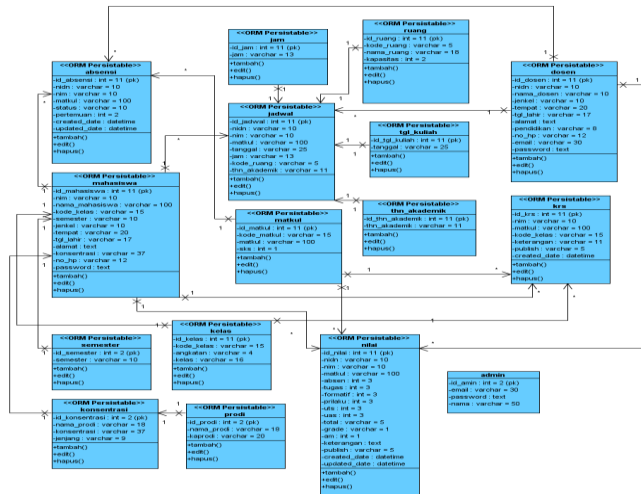 <<ORM Persistable>>
absensi
-id_absensi : int = 11 (pk)
-nidn : varchar = 10
-nim : varchar = 10
-matkul : varchar = 100
-status : varchar = 10
-pertemuan : int = 2
-created_date : datetime
-updated_date : datetime
+tambah()
+edit()
+hapus()
<<ORM Persistable>>
jam
-id_jam : int = 11 (pk)
-jam : varchar = 13
+tambah()
+edit()
+hapus()
<<ORM Persistable>>
ruang
-id_ruang : int = 11 (pk)
-kode_ruang : varchar = 5
-nama_ruang : varchar = 18
-kapasitas : int = 2
+tambah()
+edit()
+hapus()
<<ORM Persistable>>
dosen
-id_dosen : int = 11 (pk)
-nidn : varchar = 10
-nama_dosen : varchar = 100
-jenkel : varchar = 10
-tempat : varchar = 20
-tgl_lahir : varchar = 17
-alamat : text
-pendidikan : varchar = 8
-no_hp : varchar = 12
-email : varchar = 30
-password : text
+tambah()
+edit()
+hapus()
<<ORM Persistable>>
jadwal
-id_jadwal : int = 11 (pk)
-nidn : varchar = 10
-nim : varchar = 10
-matkul : varchar = 100
-tanggal : varchar = 25
-jam : varchar = 13
-kode_ruang : varchar = 5
-thn_akademik : varchar = 11
+tambah()
+edit()
+hapus()
<<ORM Persistable>>
tgl_kuliah
-id_tgl_kuliah : int = 11 (pk)
-tanggal : varchar = 25
+tambah()
+edit()
+hapus()
<<ORM Persistable>>
mahasiswa
-id_mahasiswa : int = 11 (pk)
-nim : varchar = 10
-nama_mahasiswa : varchar = 100
-kode_kelas : varchar = 15
-semester : varchar = 10
-jenkel : varchar = 10
-tempat : varchar = 20
-tgl_lahir : varchar = 17
-alamat : text
-konsentrasi : varchar = 37
-no_hp : varchar = 12
-password : text
+tambah()
+edit()
+hapus()
<<ORM Persistable>>
matkul
-id_matkul : int = 11 (pk)
-kode_matkul : varchar = 15
-matkul : varchar = 100
-sks : int = 1
+tambah()
+edit()
+hapus()
<<ORM Persistable>>
thn_akademik
-id_thn_akademik : int = 11 (pk)
-thn_akademik : varchar = 11
+tambah()
+edit()
+hapus()
<<ORM Persistable>>
krs
-id_krs : int = 11 (pk)
-nim : varchar = 10
-matkul : varchar = 100
-kode_kelas : varchar = 15
-keterangan : varchar = 11
-publish : varchar = 5
-created_date : datetime
+tambah()
+edit()
+hapus()
<<ORM Persistable>>
semester
-id_semester : int = 2 (pk)
-semester : varchar = 10
+tambah()
+edit()
+hapus()
<<ORM Persistable>>
kelas
-id_kelas : int = 11 (pk)
-kode_kelas : varchar = 15
-angkatan : varchar = 4
-kelas : varchar = 16
+tambah()
+edit()
+hapus()
<<ORM Persistable>>
nilai
-id_nilai : int = 11 (pk)
-nidn : varchar = 10
-nim : varchar = 10
-matkul : varchar = 100
-absen : int = 3
-tugas : int = 3
-formatif : int = 3
-prilaku : int = 3
-uts : int = 3
-uas : int = 3
-total : varchar = 5
-grade : varchar = 1
-am : int = 1
-keterangan : text
-publish : varchar = 5
-created_date : datetime
-updated_date : datetime
+tambah()
+edit()
+hapus()
admin
-id_amin : int = 2 (pk)
-email : varchar = 30
-password : text
-nama : varchar = 50
<<ORM Persistable>>
konsentrasi
-id_konsentrasi : int = 2 (pk)
-nama_prodi : varchar = 18
-konsentrasi : varchar = 37
-jenjang : varchar = 9
+tambah()
+edit()
+hapus()
<<ORM Persistable>>
prodi
-id_prodi : int = 2 (pk)
-nama_prodi : varchar = 18
-kaprodi : varchar = 20
+tambah()
+edit()
+hapus()